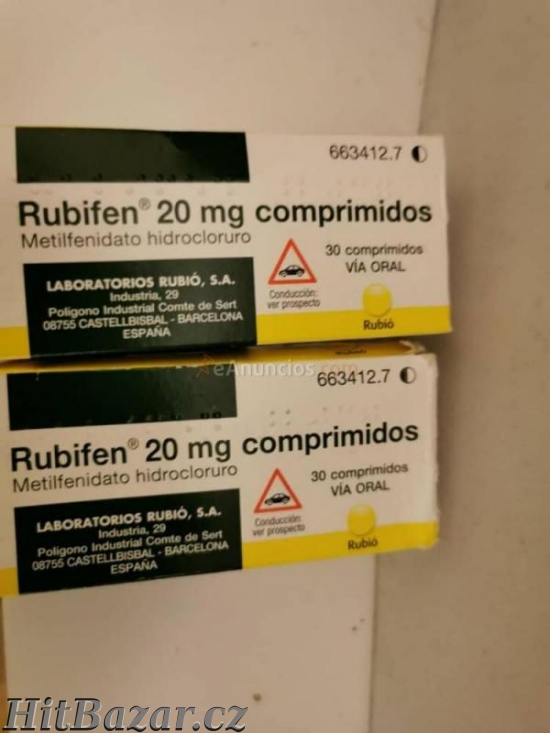 663412.7
Rubifen® 20 mg comprimidos
Metilfenidato hidrocloruro
30 comprimidos
VÍA ORAL
LABORATORIOS RUBIÓ, S.A.
Industria, 29
Polígono Industrial Comte de Sert
08755 CASTELLBISBAL - BARCELONA
ESPAÑA
Conducción:
ver prospecto
Rubió
eAnuncios.com
Rubió
663412.7
Rubifen® 20 mg comprimidos
Metilfenidato hidrocloruro
30 comprimidos
VÍA ORAL
LABORATORIOS RUBIÓ, S.A.
Industria, 29
Polígono Industrial Comte de Sert
08755 CASTELLBISBAL - BARCELONA
ESPAÑA
Conducción:
ver prospecto
Rubió
HitBazar.cz